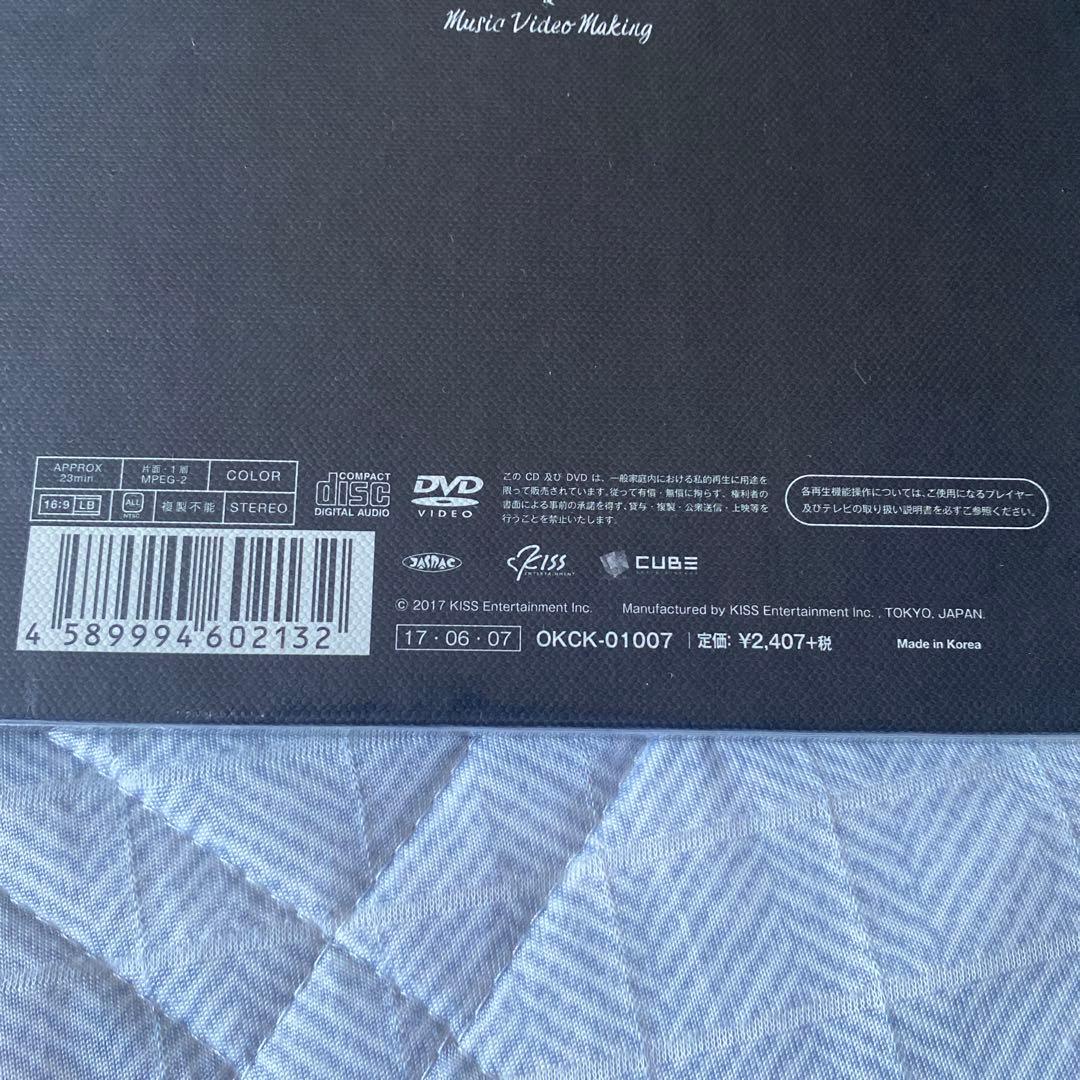 &
Music Video Making
APPROX
23min.
片面・1層
MPEG-2
COLOR
16:9 LB
ALL
NTSC
複製不能
STEREO
COMPACT
disc
DIGITAL AUDIO
DVD
VIDEO
この CD 及び DVD は、一般家庭内における私的再生に用途を
限って販売されています。従って有償・無償に拘らず、権利者の
書面による事前の承諾を得ず、貸与・複製・公衆送信・上映等を
行うことを禁止いたします。
各再生機能操作については、ご使用になるプレイヤー
及びテレビの取り扱い説明書を必ずご参照ください。
JASRAC
KISS
ENTERTAINMENT
CUBE
© 2017 KISS Entertainment Inc. Manufactured by KISS Entertainment Inc. , TOKYO, JAPAN.
17・06・07 OKCK-01007 | 定価: ¥2,407+税 Made in Korea
4 589994 602132